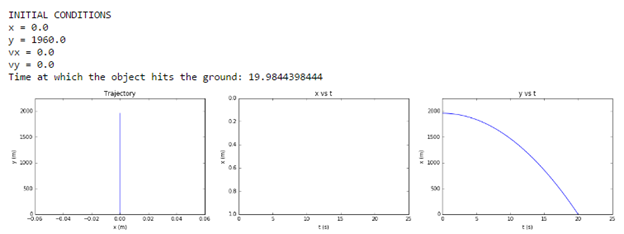 INITIAL CONDITIONS
x = 0.0
y = 1960.0
vx = 0.0
vy = 0.0
Time at which the object hits the ground: 19.9844398444
Trajectory
2000
1500
1000
500
0
y (m)
−0.06 −0.04 −0.02 0.00 0.02 0.04 0.06
x (m)
x vs t
0.0
0.2
0.4
0.6
0.8
1.0
x (m)
0 5 10 15 20 25
t (s)
y vs t
2000
1500
1000
500
0
x (m)
0 5 10 15 20 25
t (s)